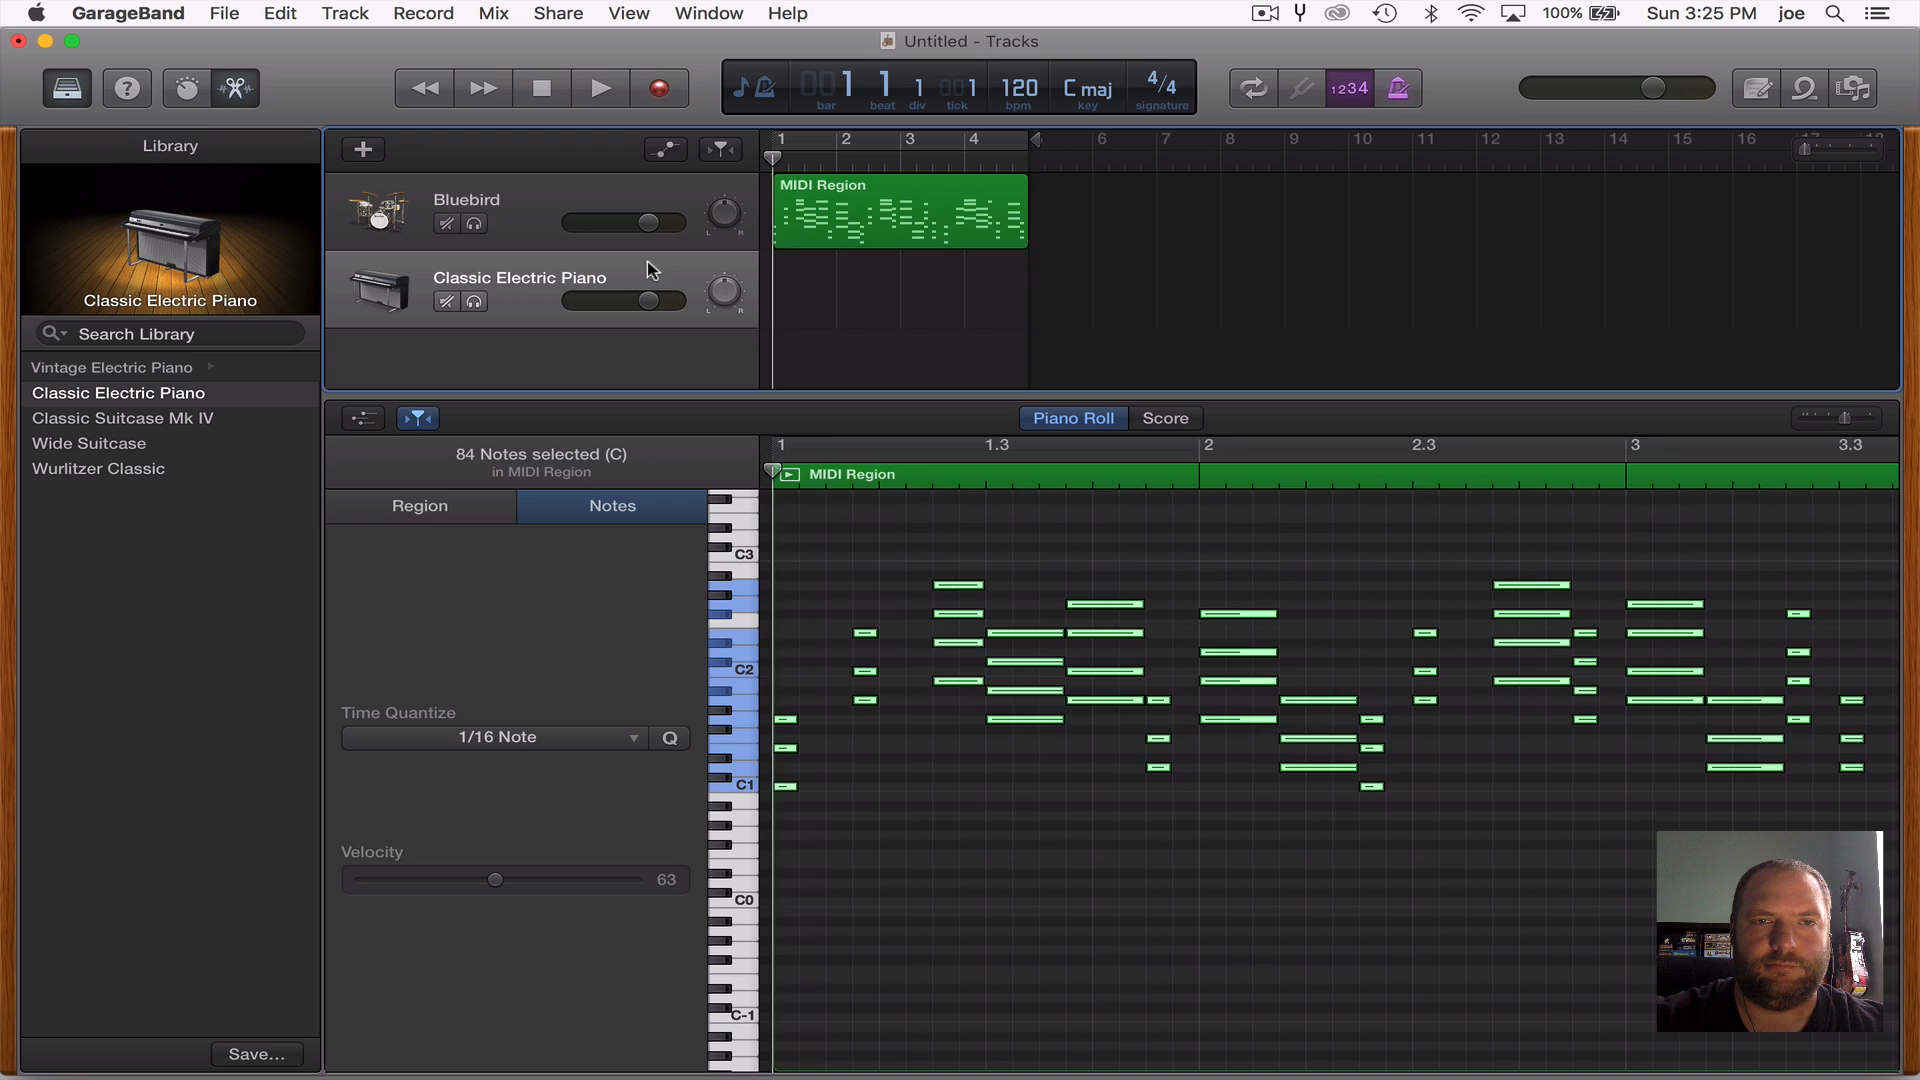 GarageBand File Edit Track Record Mix Share View Window Help 100% Sun 3:25 PM joe
Untitled - Tracks
001 1 1 001 120 C maj 4/4
bar beat div tick bpm key signature
1234
Library
1 2 3 4 6 7 8 9 10 11 12 13 14 15 16 17 18
Classic Electric Piano
Bluebird
L R
MIDI Region
Classic Electric Piano
L R
Search Library
Vintage Electric Piano
Classic Electric Piano
Classic Suitcase Mk IV
Wide Suitcase
Wurlitzer Classic
Save...
Piano Roll Score
84 Notes selected (C)
in MIDI Region
1 1.3 2 2.3 3 3.3
MIDI Region
Region Notes
Time Quantize
1/16 Note Q
Velocity
63
C3
C2
C1
C0
C-1